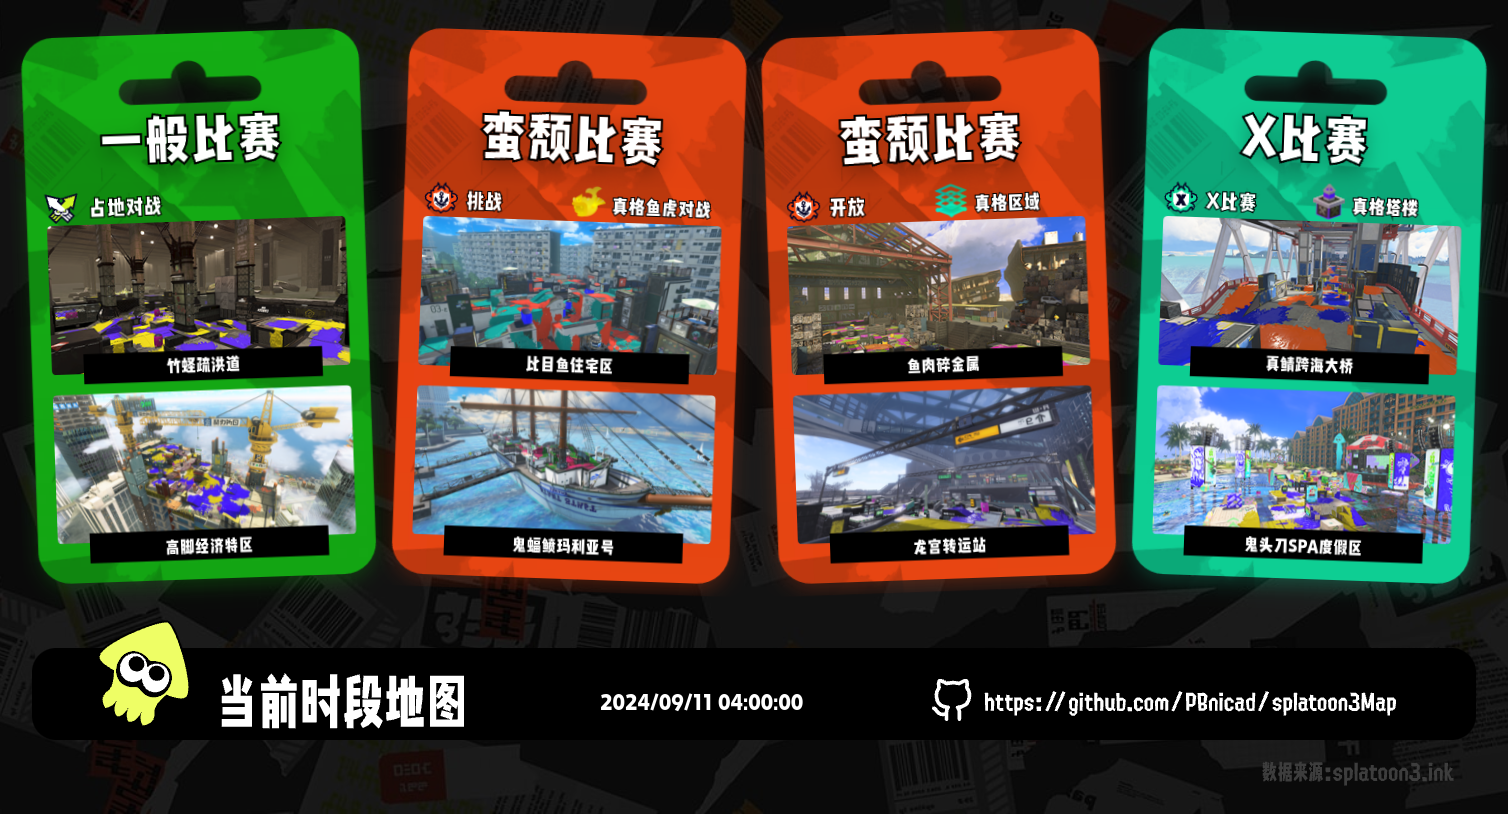 一般比赛
占地对战
竹蛏疏洪道
高脚经济特区
蛮颓比赛
挑战
真格鱼虎对战
比目鱼住宅区
鬼蝠鲼玛利亚号
蛮颓比赛
开放
真格区域
鱼肉碎金属
龙宫转运站
X比赛
X比赛
真格塔楼
真鲭跨海大桥
鬼头刀SPA度假区
当前时段地图
2024/09/11 04:00:00
https://github.com/PBnicad/splatoon3Map
数据来源:splatoon3.ink